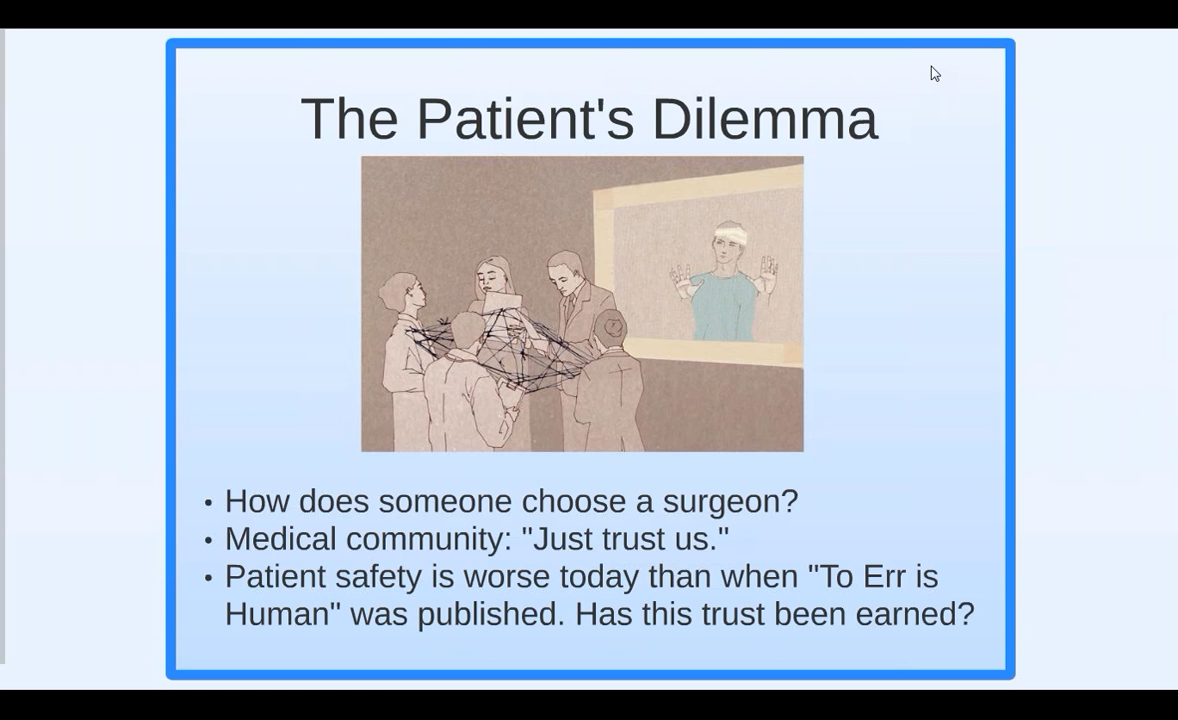 The Patient's Dilemma
• How does someone choose a surgeon?
• Medical community: "Just trust us."
• Patient safety is worse today than when "To Err is
Human" was published. Has this trust been earned?